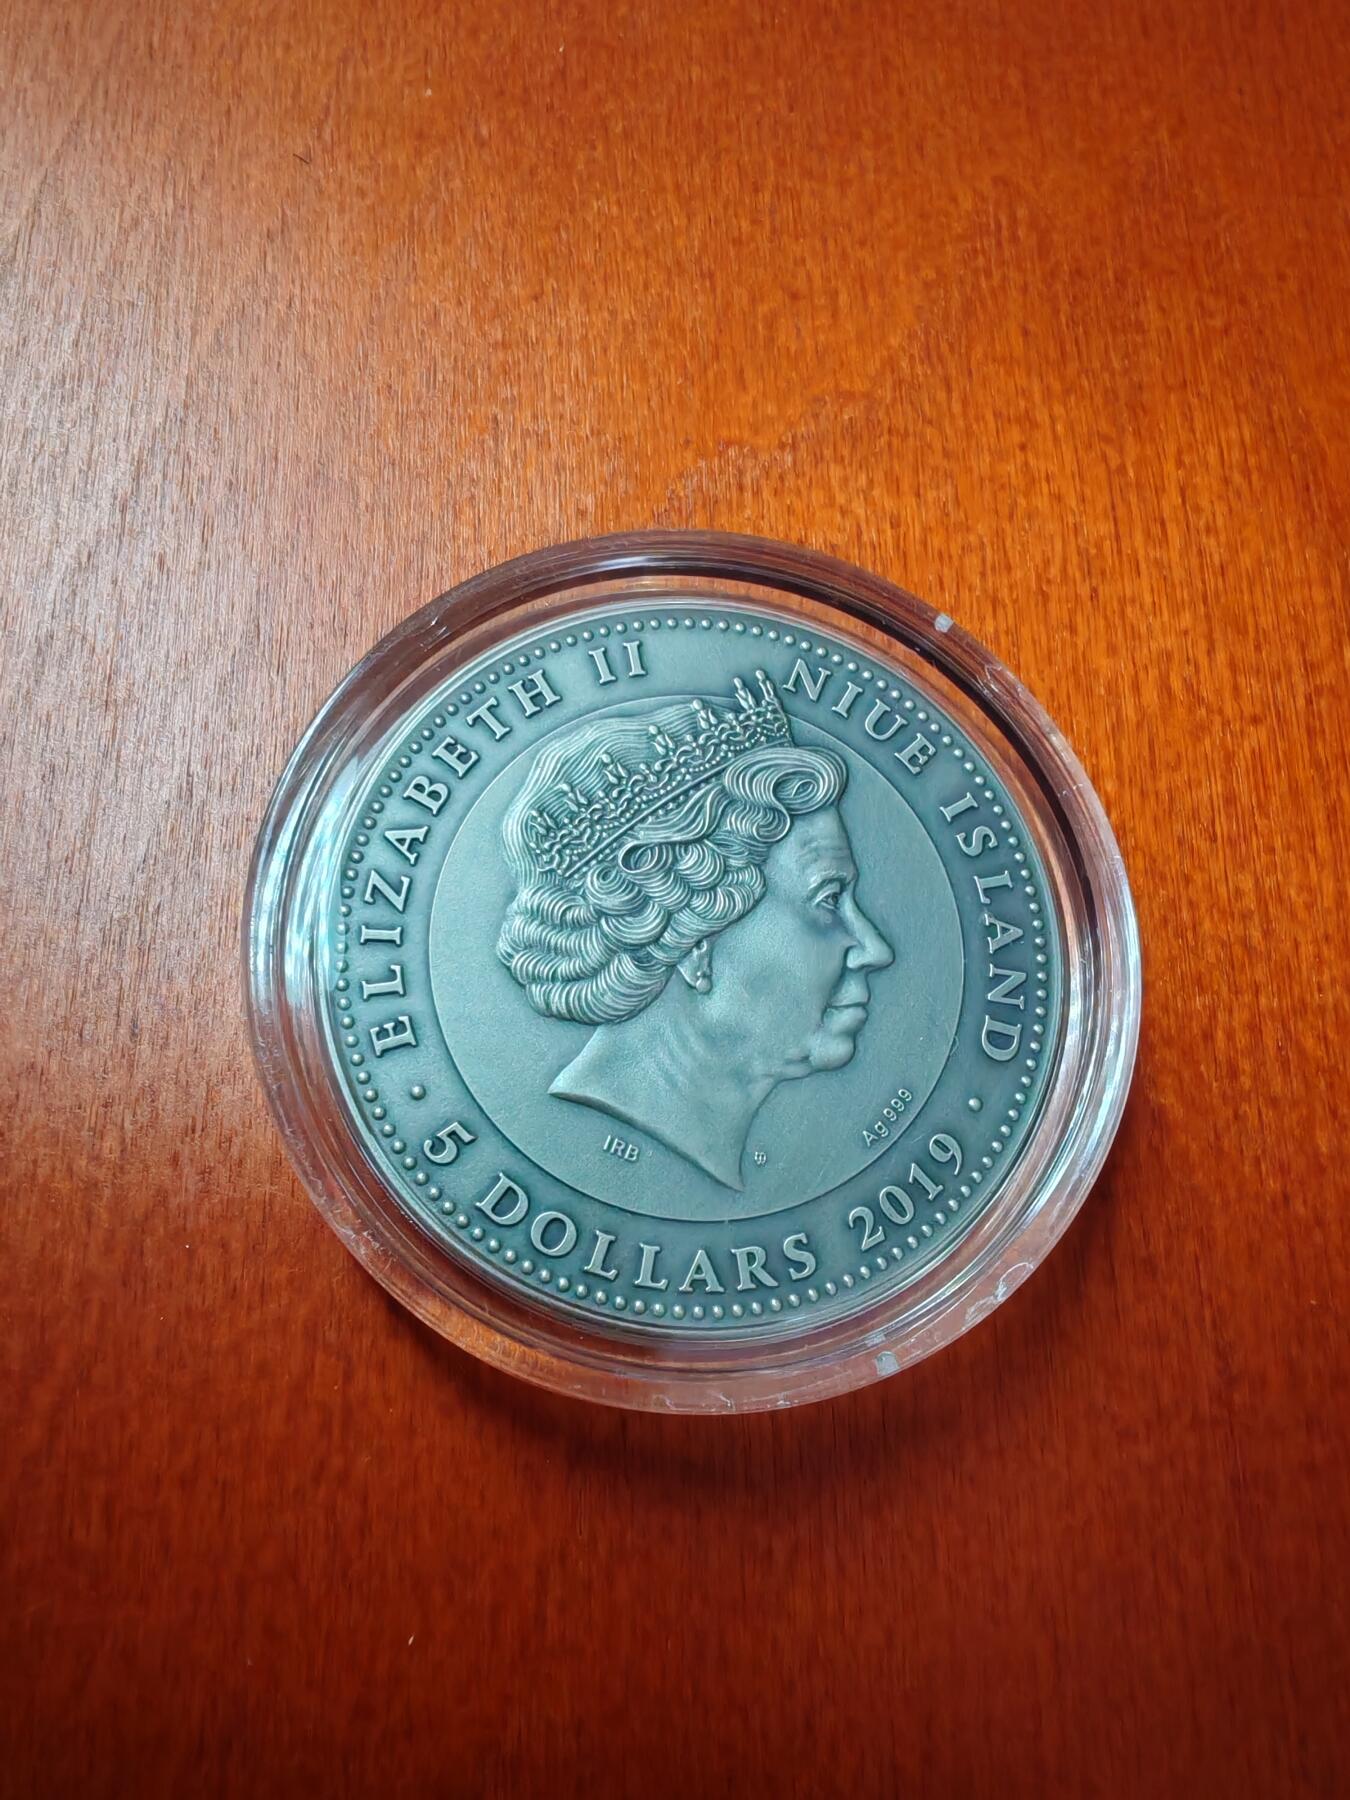 ELIZABETH II
NIUE ISLAND
5 DOLLARS 2019
IRB
Ag 999